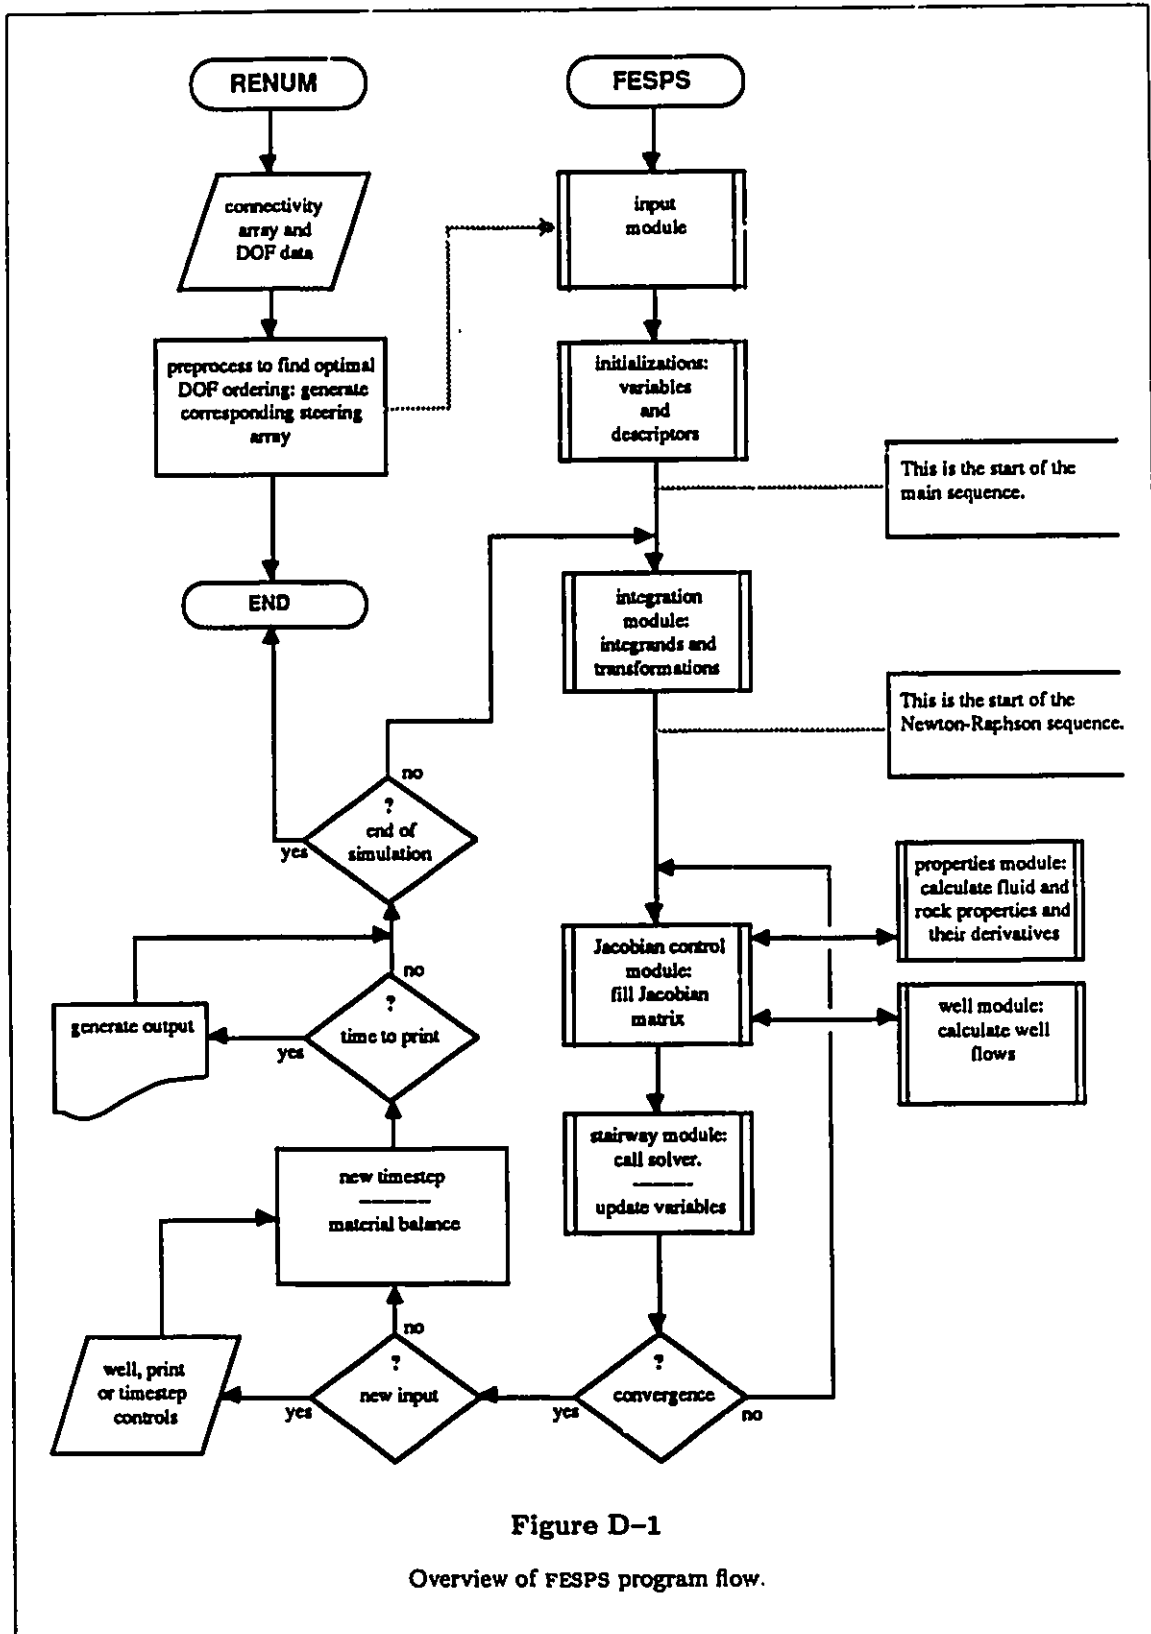 RENUM
FESPS
connectivity
array and
DOF data
input
module
preprocess to find optimal
DOF ordering: generate
corresponding steering
array
initializations:
variables
and
descriptors
This is the start of the
main sequence.
END
integration
module:
integrands and
transformations
This is the start of the
Newton-Raphson sequence.
no
?
end of
simulation
yes
properties module:
calculate fluid and
rock properties and
their derivatives
Jacobian control
module:
fill Jacobian
matrix
no
?
time to print
yes
generate output
well module:
calculate well
flows
stairway module:
call solver.
update variables
new timestep
material balance
no
?
new input
yes
well, print
or timestep
controls
?
convergence
yes
no
Figure D-1
Overview of FESPS program flow.